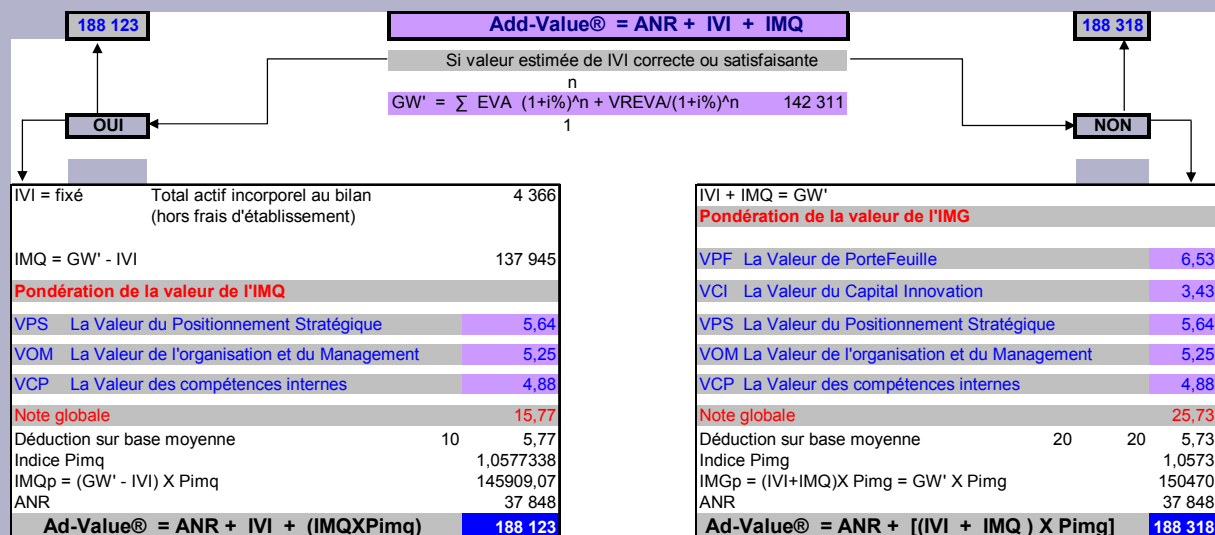 188 123
Add-Value® = ANR + IVI + IMQ
188 318
Si valeur estimée de IVI correcte ou satisfaisante
n
GW' = ∑ EVA (1+i%)^n + VREVA/(1+i%)^n 142 311
1
OUI
NON
IVI = fixé Total actif incorporel au bilan 4 366
(hors frais d'établissement)
IMQ = GW' - IVI 137 945
Pondération de la valeur de l'IMQ
VPS La Valeur du Positionnement Stratégique 5,64
VOM La Valeur de l'organisation et du Management 5,25
VCP La Valeur des compétences internes 4,88
Note globale 15,77
Déduction sur base moyenne 10 5,77
Indice Pimq 1,0577338
IMQp = (GW' - IVI) X Pimq 145909,07
ANR 37 848
Ad-Value® = ANR + IVI + (IMQXPimq) 188 123
IVI + IMQ = GW'
Pondération de la valeur de l'IMG
VPF La Valeur de PorteFeuille 6,53
VCI La Valeur du Capital Innovation 3,43
VPS La Valeur du Positionnement Stratégique 5,64
VOM La Valeur de l'organisation et du Management 5,25
VCP La Valeur des compétences internes 4,88
Note globale 25,73
Déduction sur base moyenne 20 20 5,73
Indice Pimg 1,0573
IMGp = (IVI+IMQ)X Pimg = GW' X Pimg 150470
ANR 37 848
Ad-Value® = ANR + [(IVI + IMQ ) X Pimg] 188 318